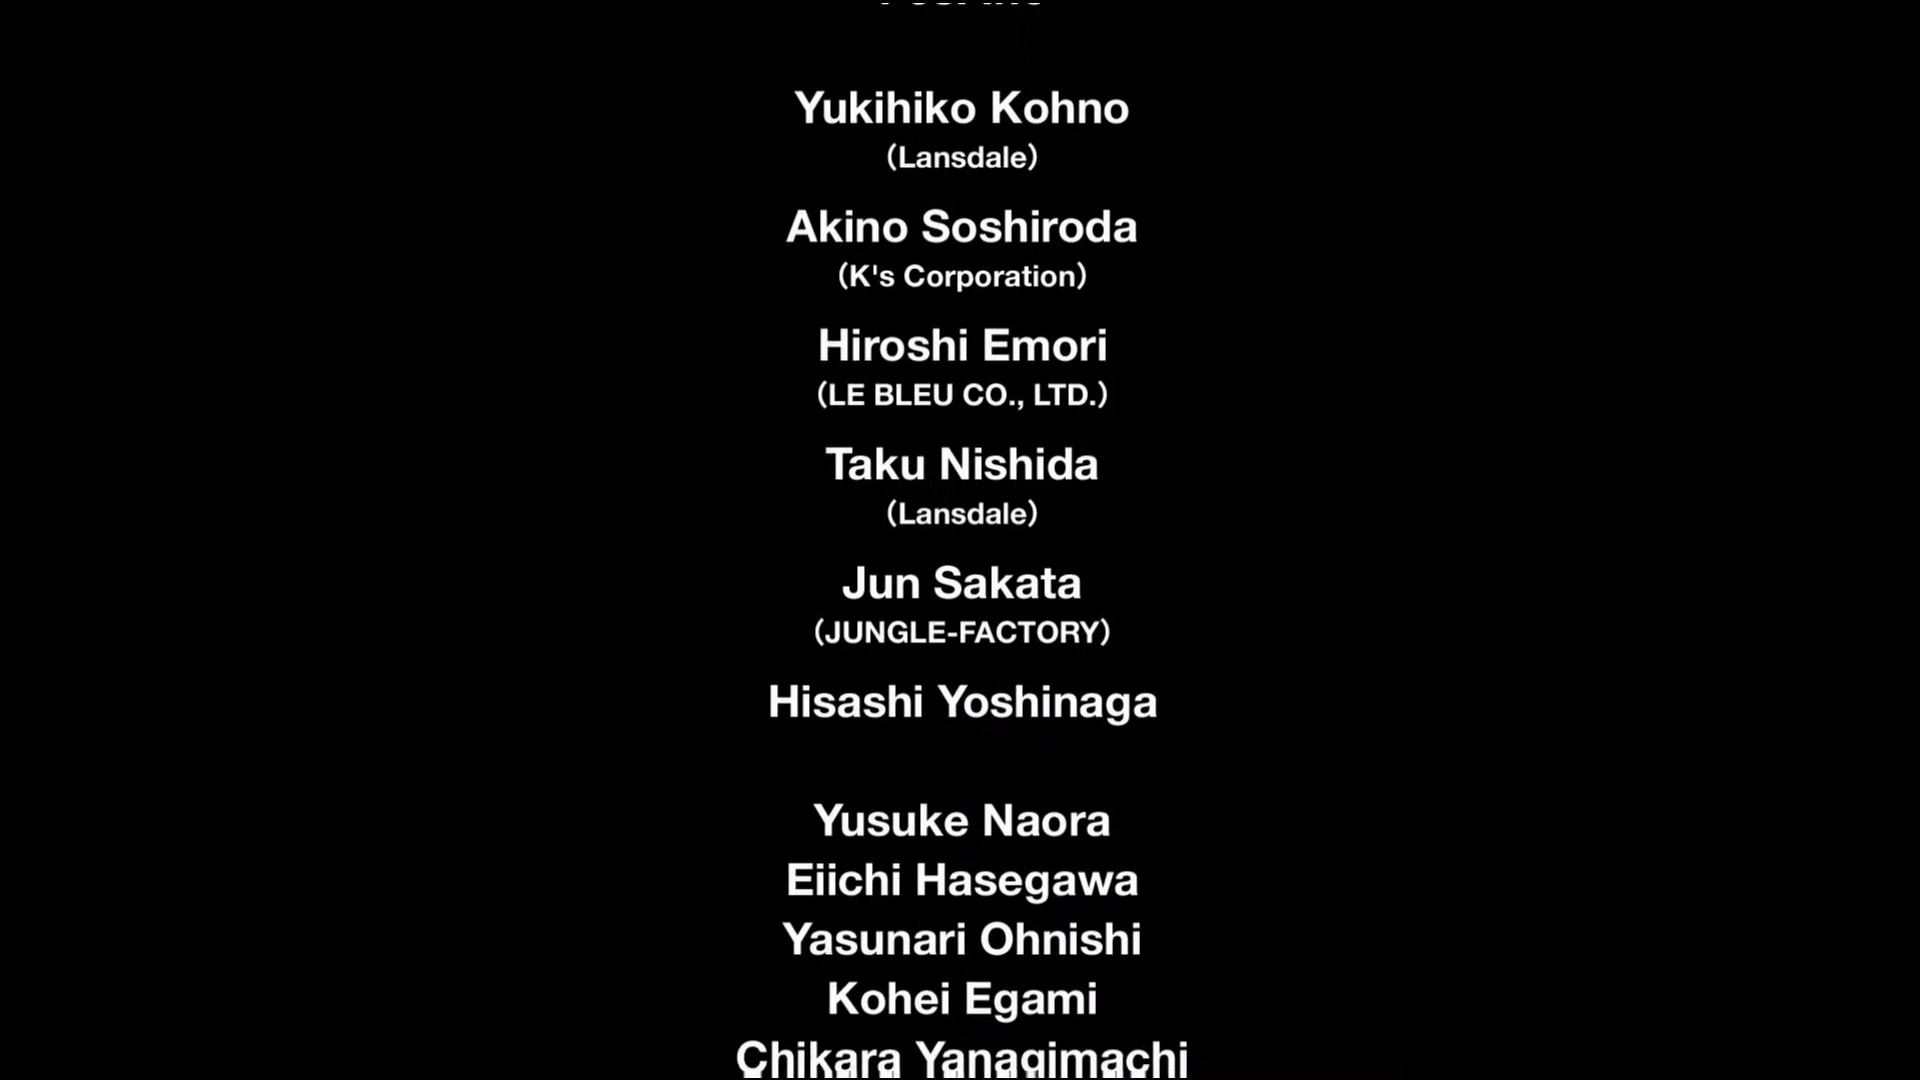 Yukihiko Kohno
(Lansdale)
Akino Soshiroda
(K's Corporation)
Hiroshi Emori
(LE BLEU CO., LTD.)
Taku Nishida
(Lansdale)
Jun Sakata
(JUNGLE-FACTORY)
Hisashi Yoshinaga
Yusuke Naora
Eiichi Hasegawa
Yasunari Ohnishi
Kohei Egami
Chikara Yanagimachi